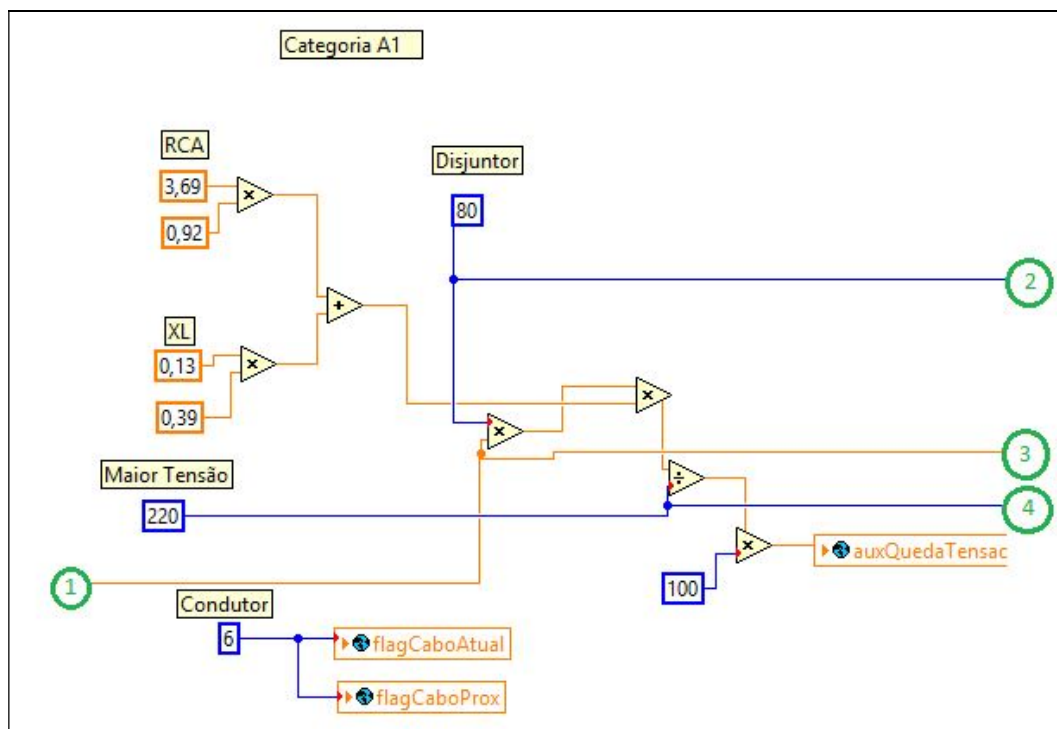 Categoria A1
RCA
3,69
0,92
Disjuntor
80
2
+
XL
0,13
0,39
×
×
×
×
3
Maior Tensão
220
÷
4
×
100
auxQuedaTensac
1
Condutor
6
flagCaboAtual
flagCaboProx